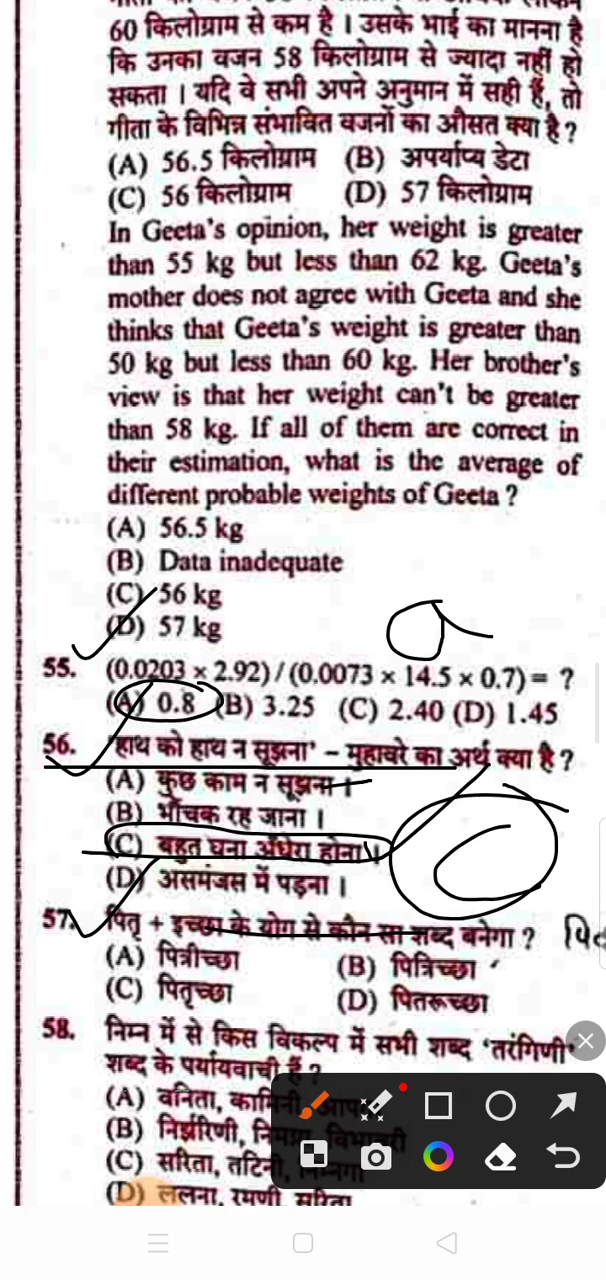 60 किलोग्राम से कम है । उसके भाई का मानना है
कि उनका वजन 58 किलोग्राम से ज्यादा नहीं हो
सकता । यदि वे सभी अपने अनुमान में सही हैं, तो
गीता के विभिन्न संभावित वजनों का औसत क्या है ?
(A) 56.5 किलोग्राम (B) अपर्याप्य डेटा
(C) 56 किलोग्राम (D) 57 किलोग्राम
In Geeta's opinion, her weight is greater
than 55 kg but less than 62 kg. Geeta's
mother does not agree with Geeta and she
thinks that Geeta's weight is greater than
50 kg but less than 60 kg. Her brother's
view is that her weight can't be greater
than 58 kg. If all of them are correct in
their estimation, what is the average of
different probable weights of Geeta ?
(A) 56.5 kg
(B) Data inadequate
(C) 56 kg
(D) 57 kg
a
55. (0.0203 × 2.92) / (0.0073 × 14.5 × 0.7) = ?
(A) 0.8 (B) 3.25 (C) 2.40 (D) 1.45
56. 'हाथ को हाथ न सूझना' – मुहावरे का अर्थ क्या है ?
(A) कुछ काम न सूझना ।
(B) भौंचक रह जाना ।
(C) बहुत घना अँधेरा होना ।
C
(D) असमंजस में पड़ना ।
57. पितृ + इच्छा के योग से कौन सा शब्द बनेगा ?
(A) पित्रीच्छा (B) पित्रिच्छा
(C) पितृच्छा (D) पितरूच्छा
58. निम्न में से किस विकल्प में सभी शब्द 'तरंगिणी'
शब्द के पर्यायवाची हैं ?
(A) वनिता, कामिनी,
(B) निर्झरिणी,
(C) सरिता, तटिनी, निम्नगा
(D) ललना, रमणी, सरिता